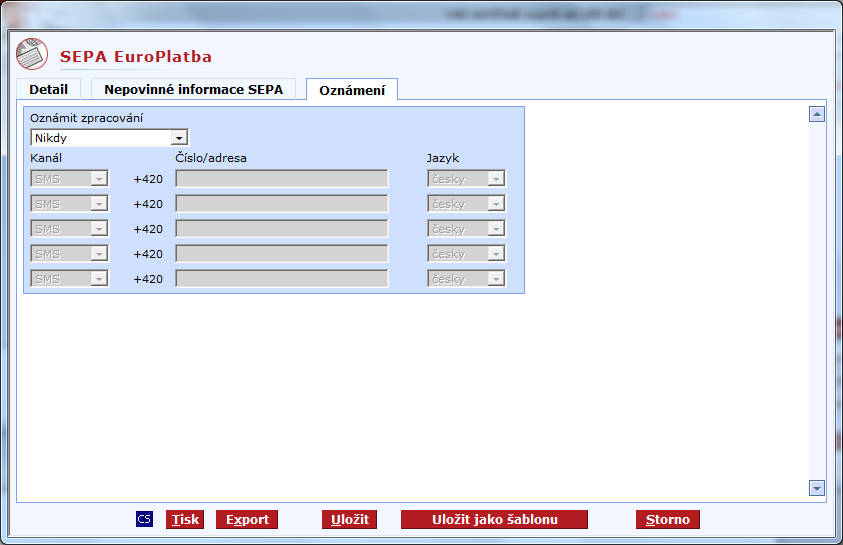 SEPA EuroPlatba
Detail Nepovinné informace SEPA Oznámení
Oznámit zpracování
Nikdy
Kanál Číslo/adresa Jazyk
SMS +420 česky
SMS +420 česky
SMS +420 česky
SMS +420 česky
SMS +420 česky
CS Tisk Export Uložit Uložit jako šablonu Storno